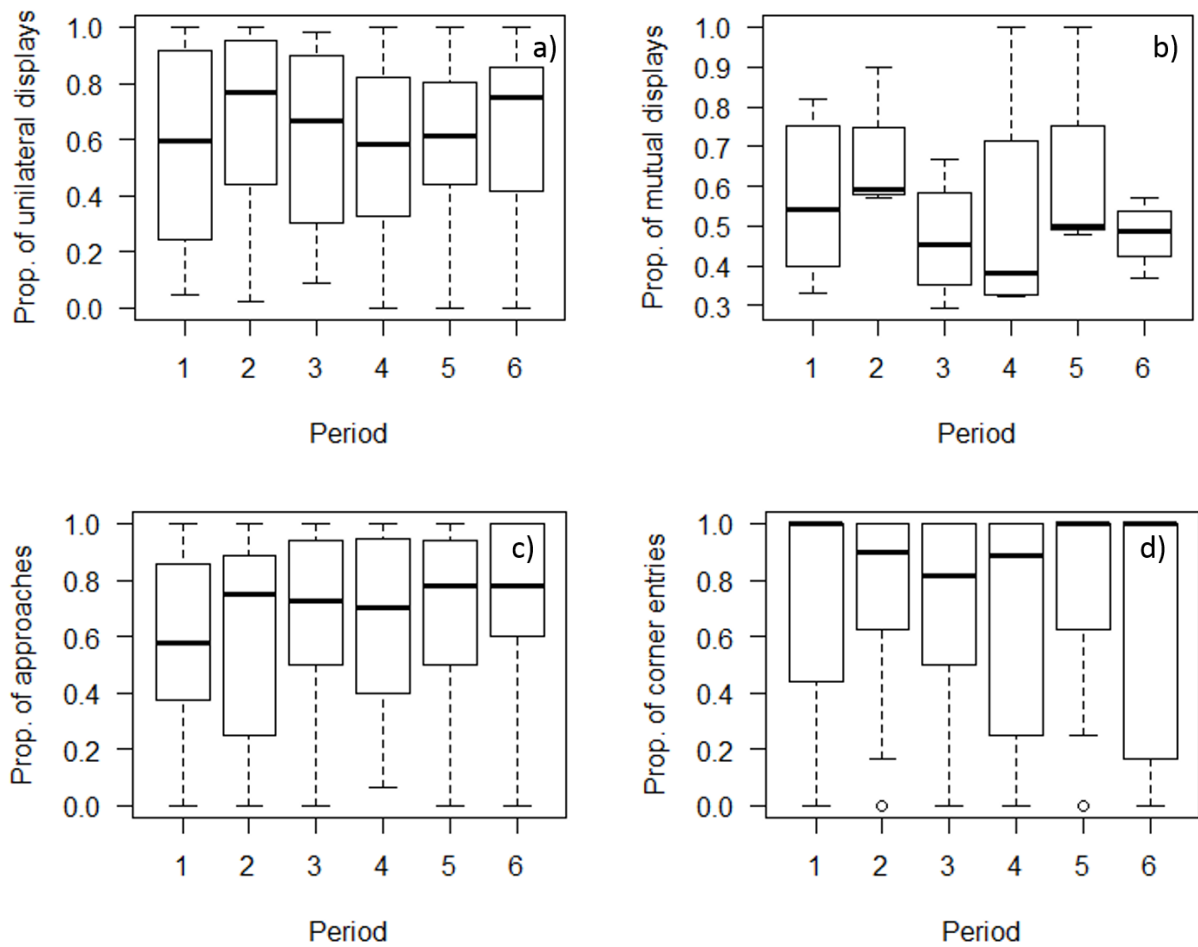 Prop. of unilateral displays
1.0
0.8
0.6
0.4
0.2
0.0
a)
1 2 3 4 5 6
Period
Prop. of mutual displays
1.0
0.9
0.8
0.7
0.6
0.5
0.4
0.3
b)
1 2 3 4 5 6
Period
Prop. of approaches
1.0
0.8
0.6
0.4
0.2
0.0
c)
1 2 3 4 5 6
Period
Prop. of corner entries
1.0
0.8
0.6
0.4
0.2
0.0
d)
1 2 3 4 5 6
Period